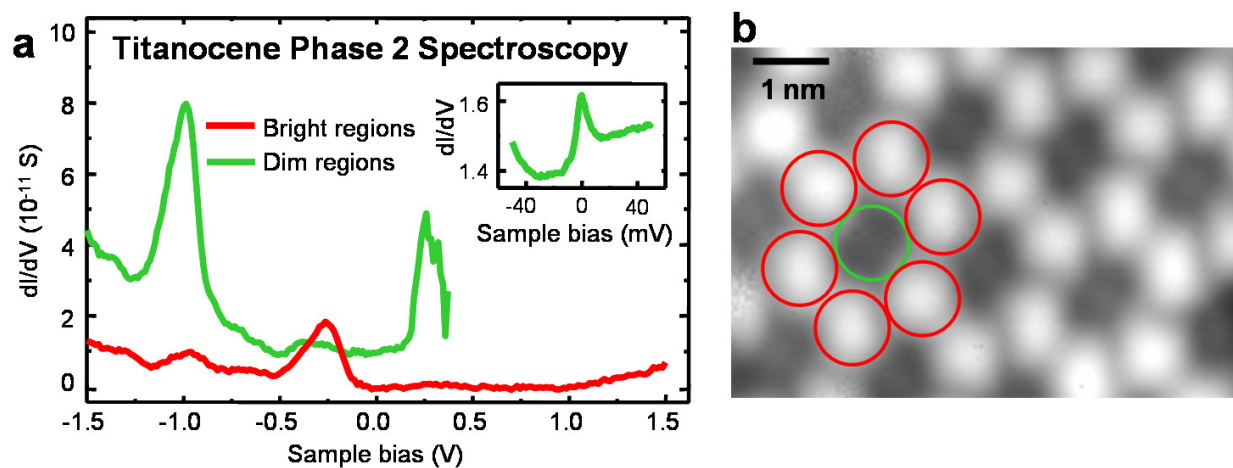 a
Titanocene Phase 2 Spectroscopy
10
8
6
4
2
0
dI/dV (10⁻¹¹ S)
Bright regions
Dim regions
-1.5
-1.0
-0.5
0.0
0.5
1.0
1.5
Sample bias (V)
1.6
1.4
dI/dV
-40
0
40
Sample bias (mV)
b
1 nm